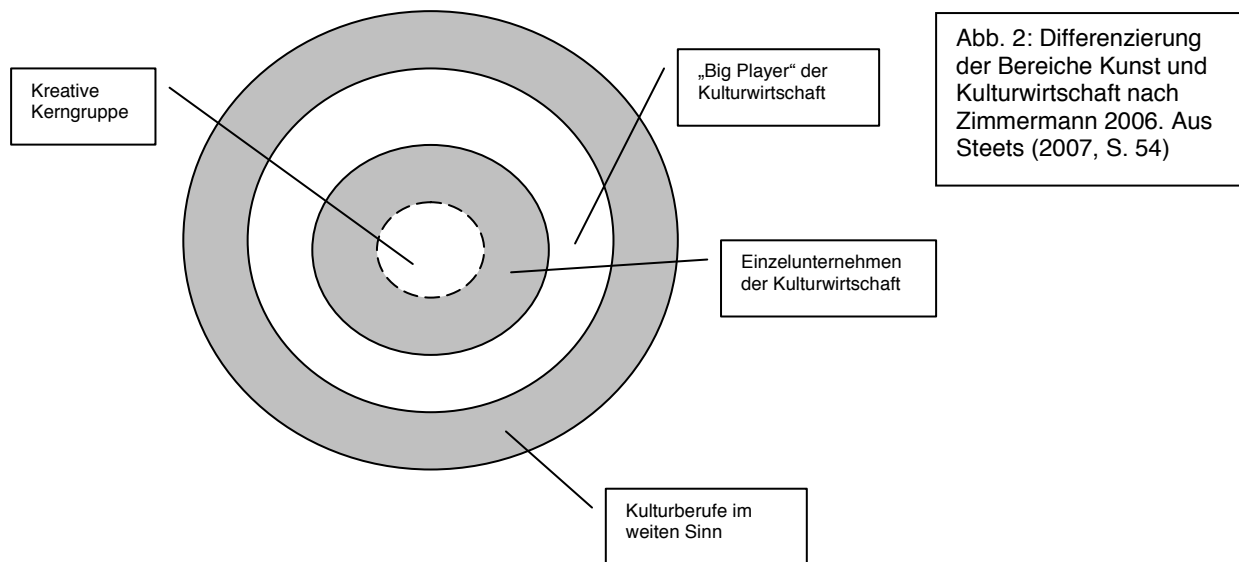 Kreative
Kerngruppe
„Big Player“ der
Kulturwirtschaft
Abb. 2: Differenzierung
der Bereiche Kunst und
Kulturwirtschaft nach
Zimmermann 2006. Aus
Steets (2007, S. 54)
Einzelunternehmen
der Kulturwirtschaft
Kulturberufe im
weiten Sinn